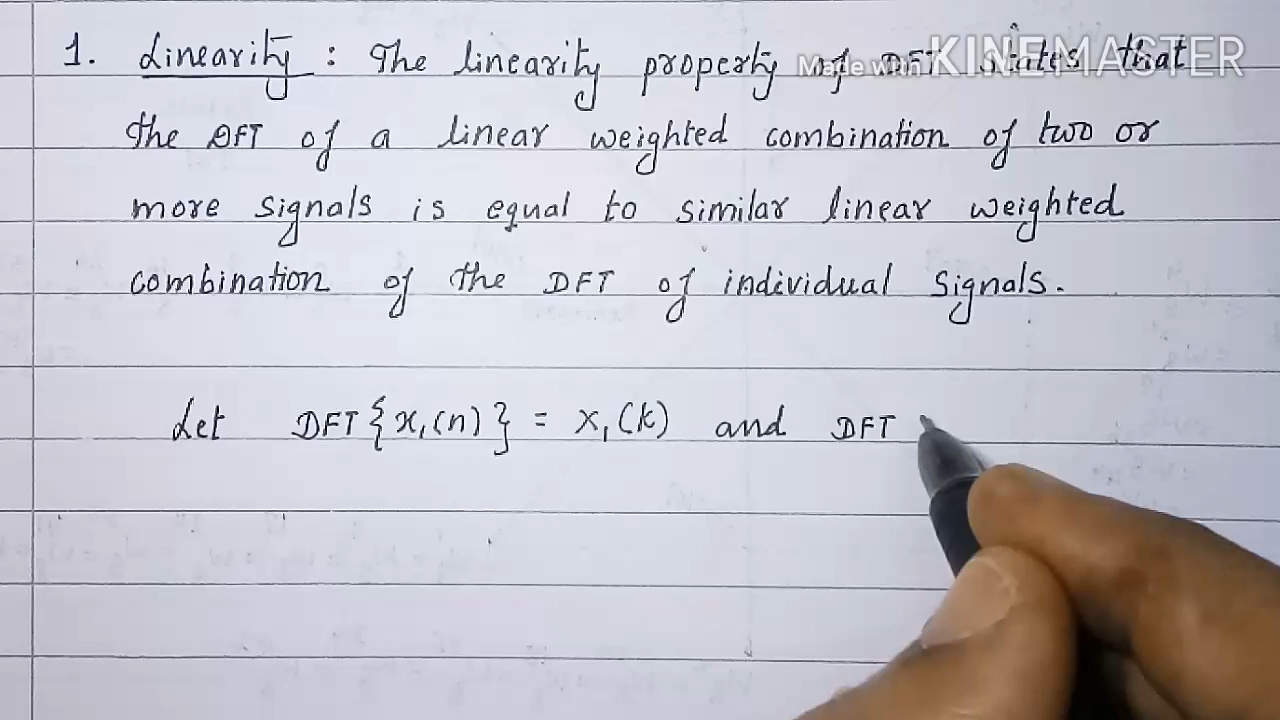 1. Linearity : The linearity property of DFT states that
Made with KINEMASTER
the DFT of a linear weighted combination of two or
more signals is equal to similar linear weighted
combination of the DFT of individual signals.
Let DFT{x₁(n)} = X₁(k) and DFT